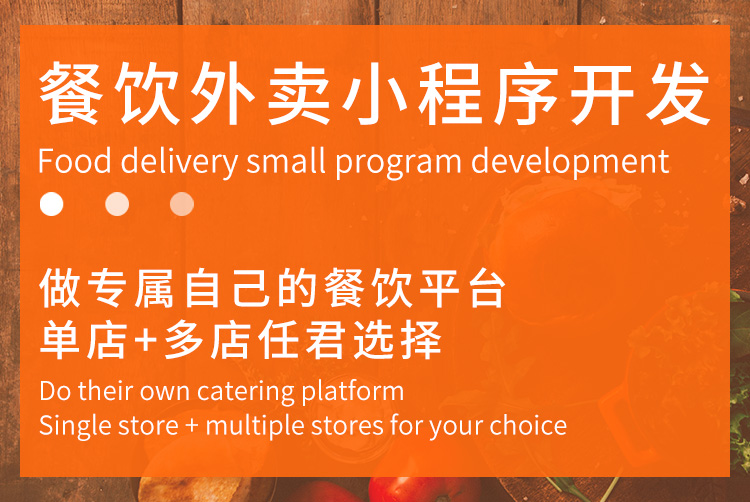 餐饮外卖小程序开发
Food delivery small program development
做专属自己的餐饮平台
单店+多店任君选择
Do their own catering platform
Single store + multiple stores for your choice